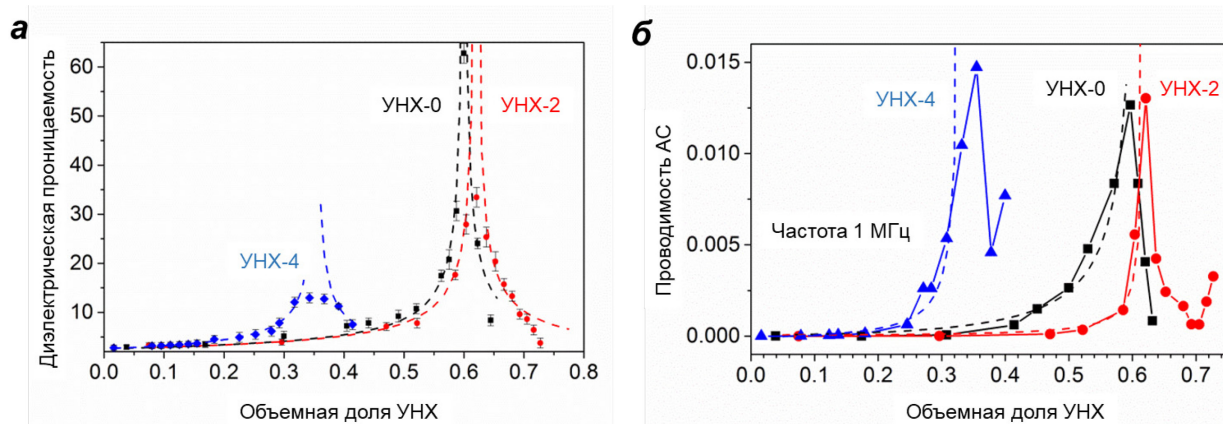 а
Диэлектрическая проницаемость
60
50
40
30
20
10
УНХ-0
УНХ-2
УНХ-4
0.0 0.1 0.2 0.3 0.4 0.5 0.6 0.7 0.8
Объемная доля УНХ
б
Проводимость AC
0.015
0.010
0.005
0.000
УНХ-4
УНХ-0
УНХ-2
Частота 1 МГц
0.0 0.1 0.2 0.3 0.4 0.5 0.6 0.7
Объемная доля УНХ